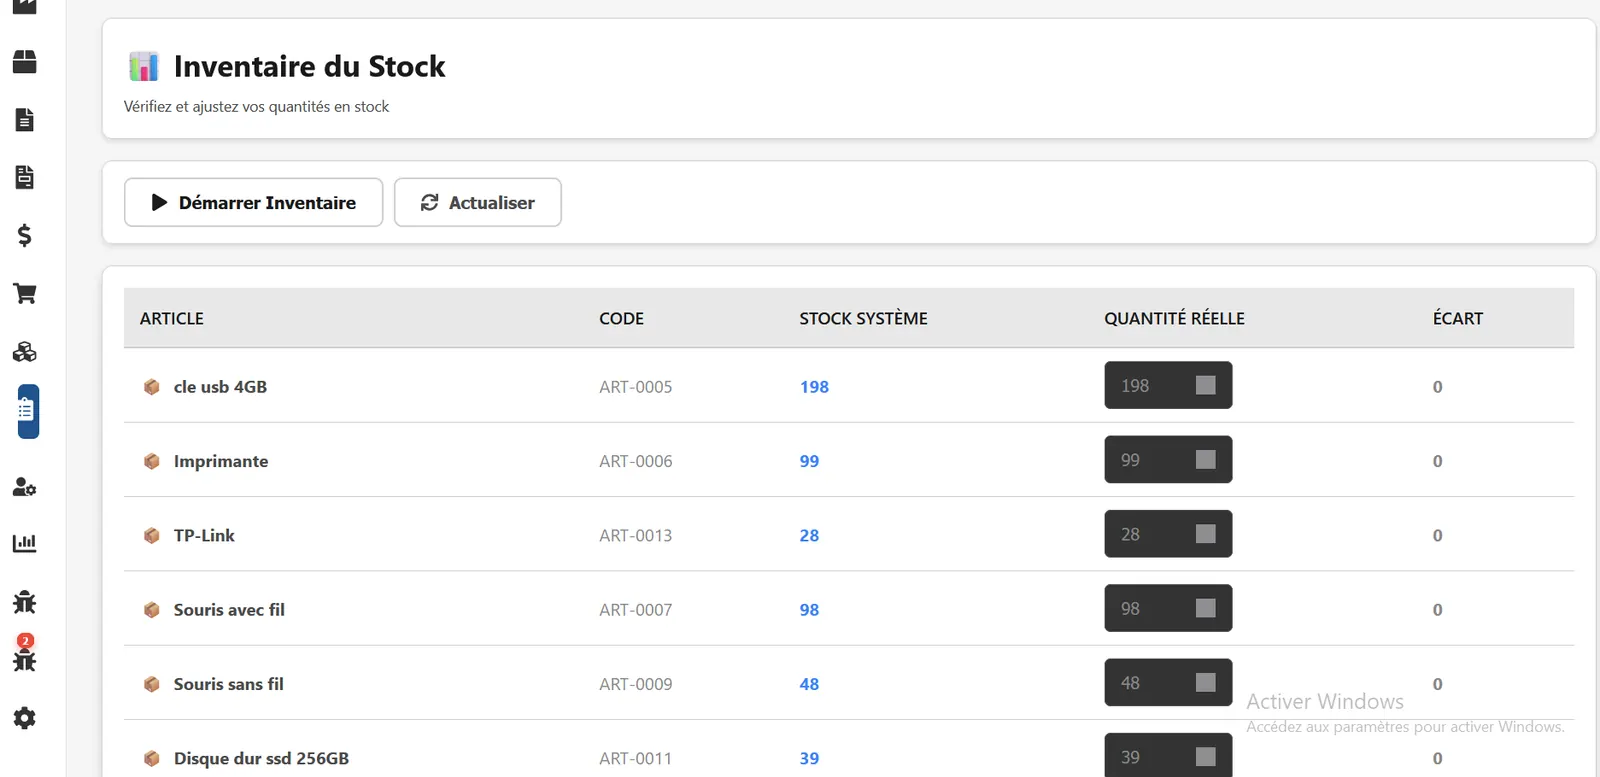 Inventaire du Stock
Vérifiez et ajustez vos quantités en stock
Démarrer Inventaire Actualiser
ARTICLE CODE STOCK SYSTÈME QUANTITÉ RÉELLE ÉCART
cle usb 4GB ART-0005 198 198 0
Imprimante ART-0006 99 99 0
TP-Link ART-0013 28 28 0
Souris avec fil ART-0007 98 98 0
2
Souris sans fil ART-0009 48 48 0
Activer Windows
Accédez aux paramètres pour activer Windows.
Disque dur ssd 256GB ART-0011 39 39 0